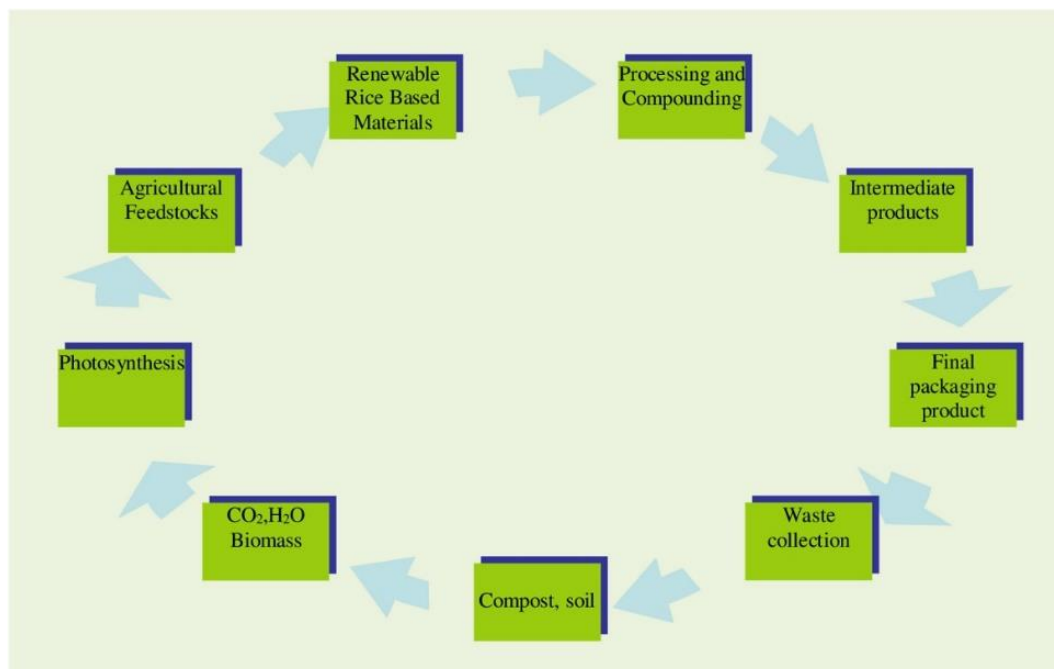 Renewable
Rice Based
Materials
Processing and
Compounding
Intermediate
products
Final
packaging
product
Waste
collection
Compost, soil
CO₂,H₂O
Biomass
Photosynthesis
Agricultural
Feedstocks